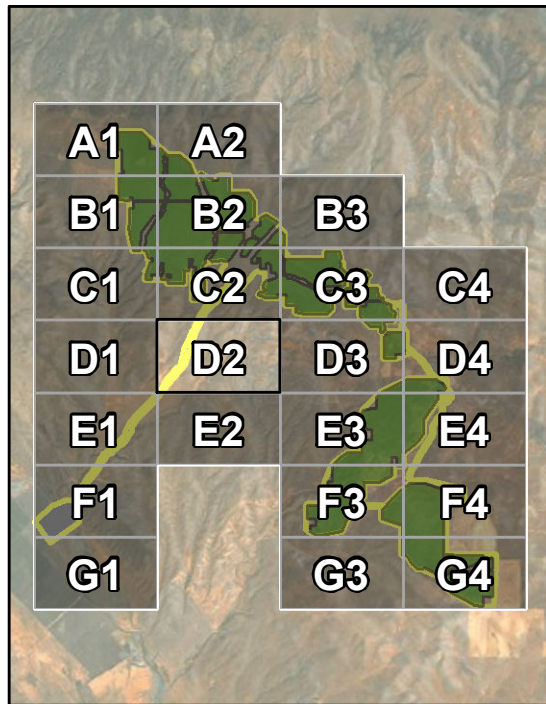 A1 A2
B1 B2 B3
C1 C2 C3 C4
D1 D2 D3 D4
E1 E2 E3 E4
F1 F3 F4
G1 G3 G4